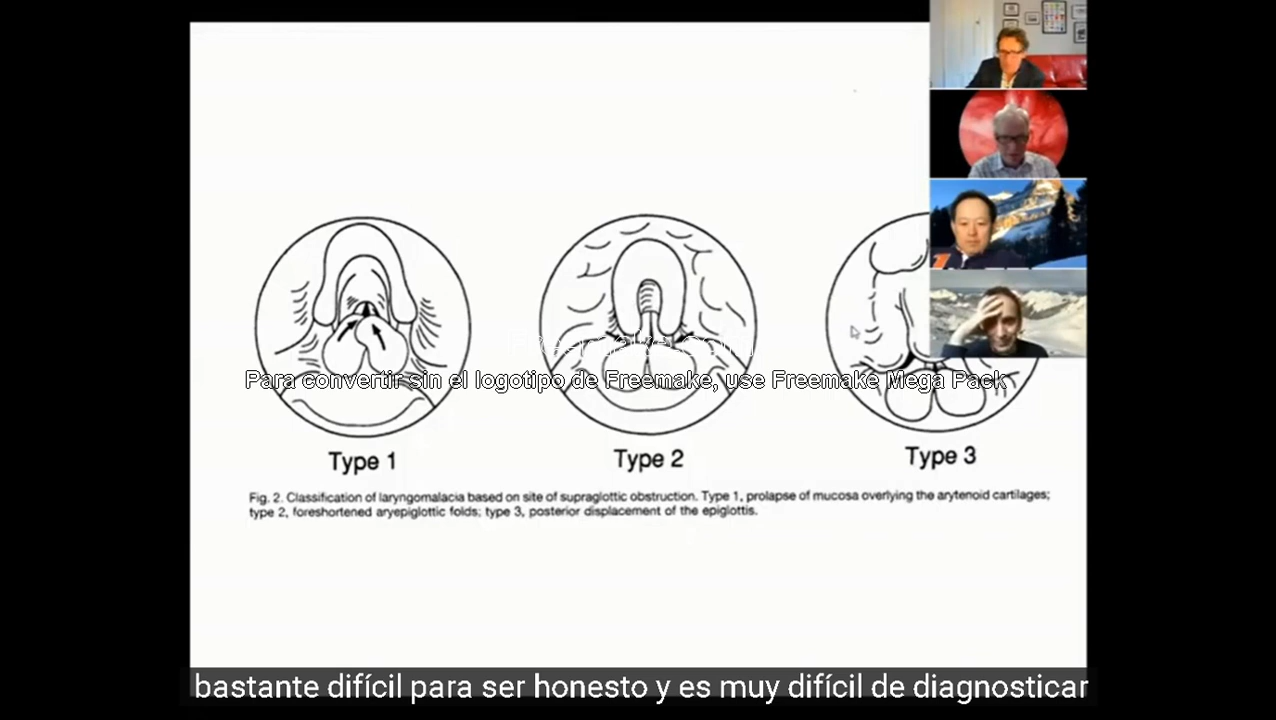 Para convertir sin el logotipo de Freemake, use Freemake Mega Pack
Type 1
Type 2
Type 3
Fig. 2. Classification of laryngomalacia based on site of supraglottic obstruction. Type 1, prolapse of mucosa overlying the arytenoid cartilages;
type 2, foreshortened aryepiglottic folds; type 3, posterior displacement of the epiglottis.
bastante difícil para ser honesto y es muy difícil de diagnosticar